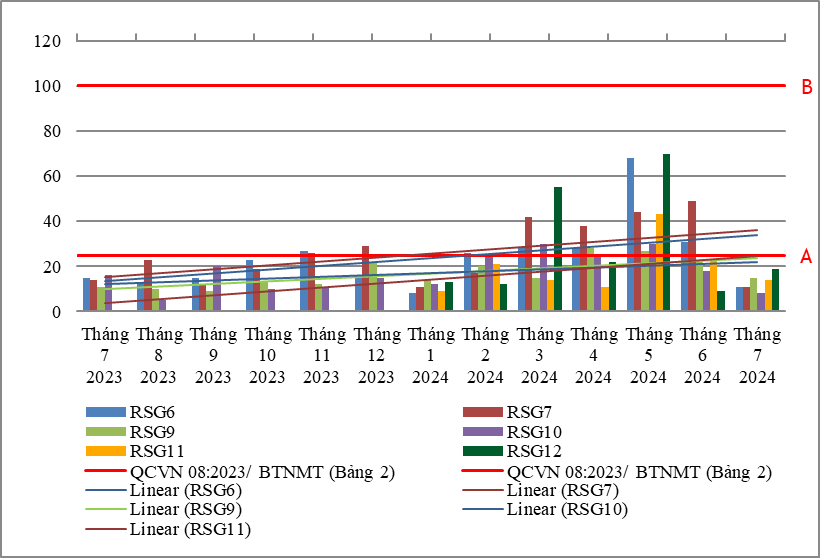 120
100
B
80
60
40
A
20
0
Tháng 7 2023
Tháng 8 2023
Tháng 9 2023
Tháng 10 2023
Tháng 11 2023
Tháng 12 2023
Tháng 1 2024
Tháng 2 2024
Tháng 3 2024
Tháng 4 2024
Tháng 5 2024
Tháng 6 2024
Tháng 7 2024
RSG6
RSG7
RSG9
RSG10
RSG11
RSG12
QCVN 08:2023/ BTNMT (Bảng 2)
QCVN 08:2023/ BTNMT (Bảng 2)
Linear (RSG6)
Linear (RSG7)
Linear (RSG9)
Linear (RSG10)
Linear (RSG11)